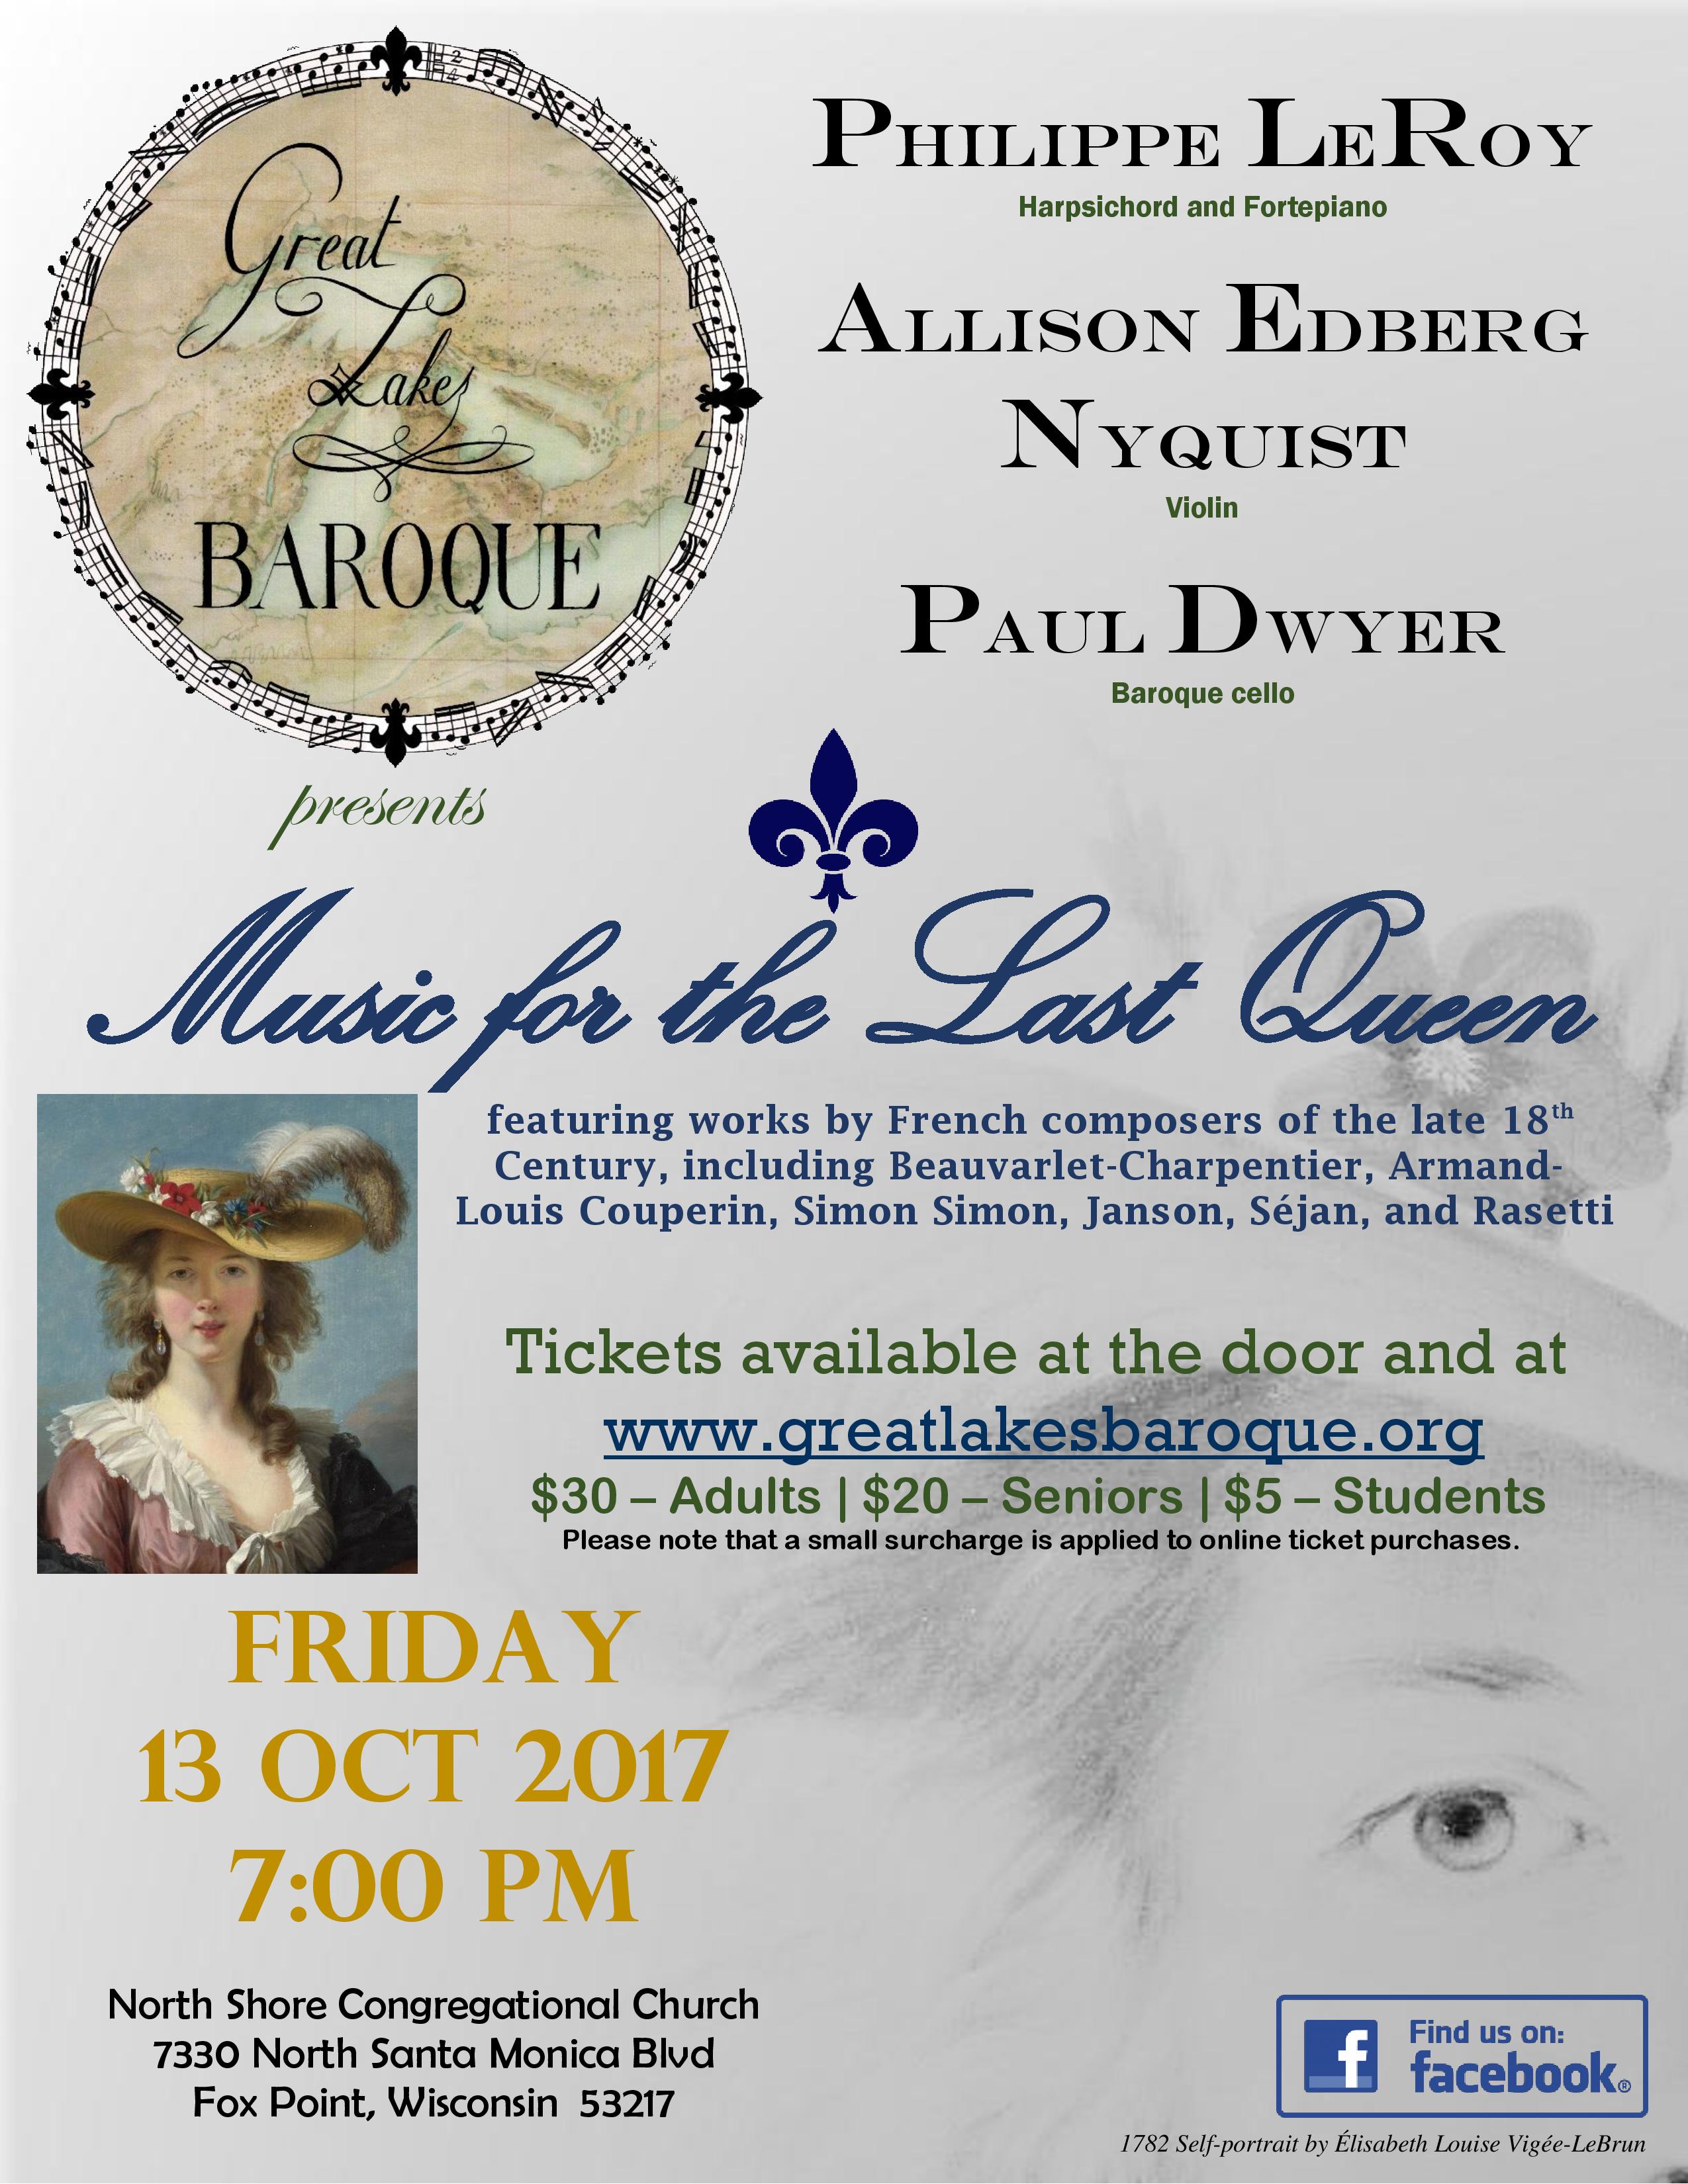 Great
Lakes
BAROQUE
presents
PHILIPPE LEROY
Harpsichord and Fortepiano
ALLISON EDBERG
NYQUIST
Violin
PAUL DWYER
Baroque cello
Music for the Last Queen
featuring works by French composers of the late 18th
Century, including Beauvarlet-Charpentier, Armand-
Louis Couperin, Simon Simon, Janson, Séjan, and Rasetti
Tickets available at the door and at
www.greatlakesbaroque.org
$30 – Adults | $20 – Seniors | $5 – Students
Please note that a small surcharge is applied to online ticket purchases.
FRIDAY
13 OCT 2017
7:00 PM
North Shore Congregational Church
7330 North Santa Monica Blvd
Fox Point, Wisconsin 53217
f
Find us on:
facebook®
1782 Self-portrait by Élisabeth Louise Vigée-LeBrun